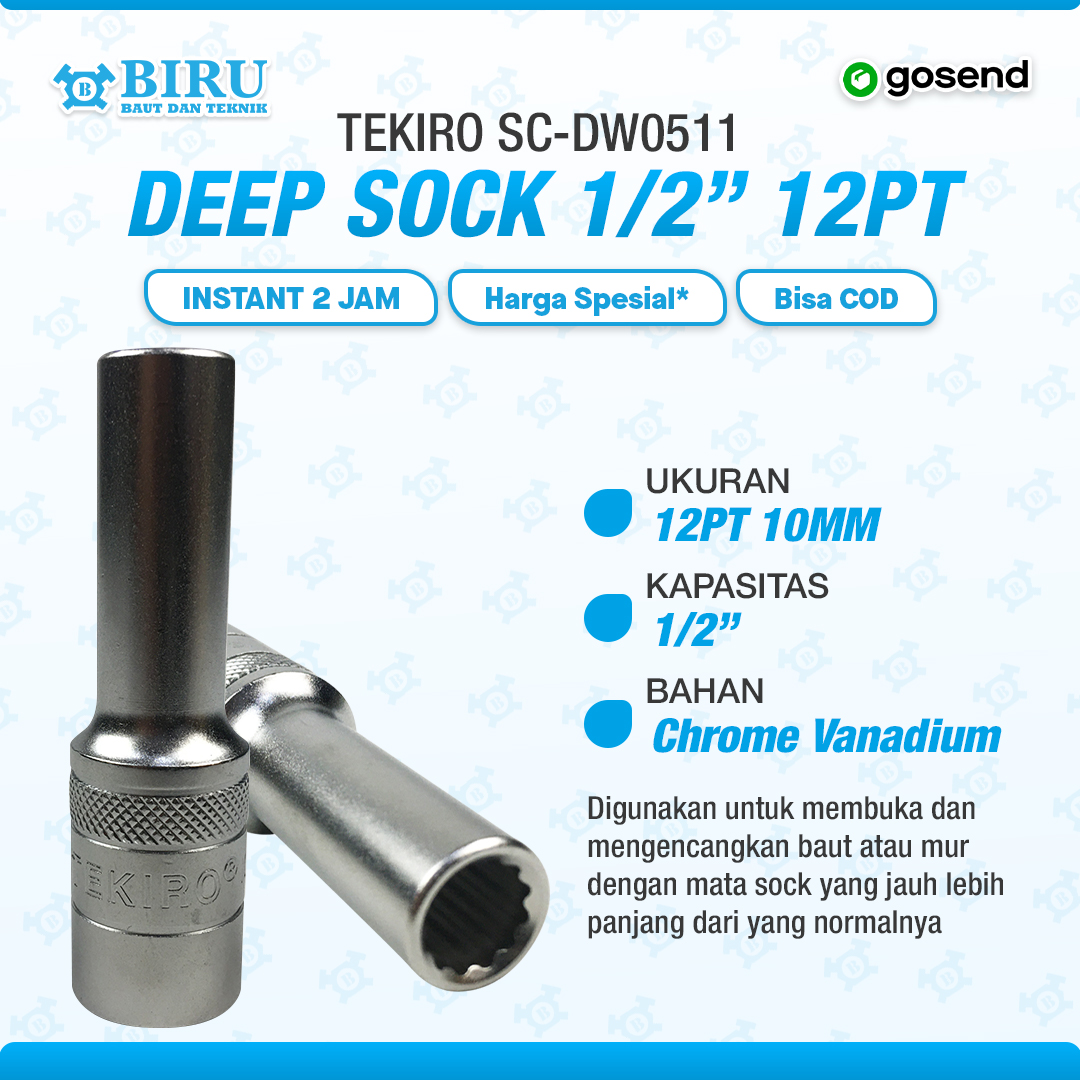 BIRU
BAUT DAN TEKNIK
gosend
TEKIRO SC-DW0511
DEEP SOCK 1/2” 12PT
INSTANT 2 JAM
Harga Spesial*
Bisa COD
UKURAN
12PT 10MM
KAPASITAS
1/2”
BAHAN
Chrome Vanadium
Digunakan untuk membuka dan
mengencangkan baut atau mur
dengan mata sock yang jauh lebih
panjang dari yang normalnya
TEKIRO®